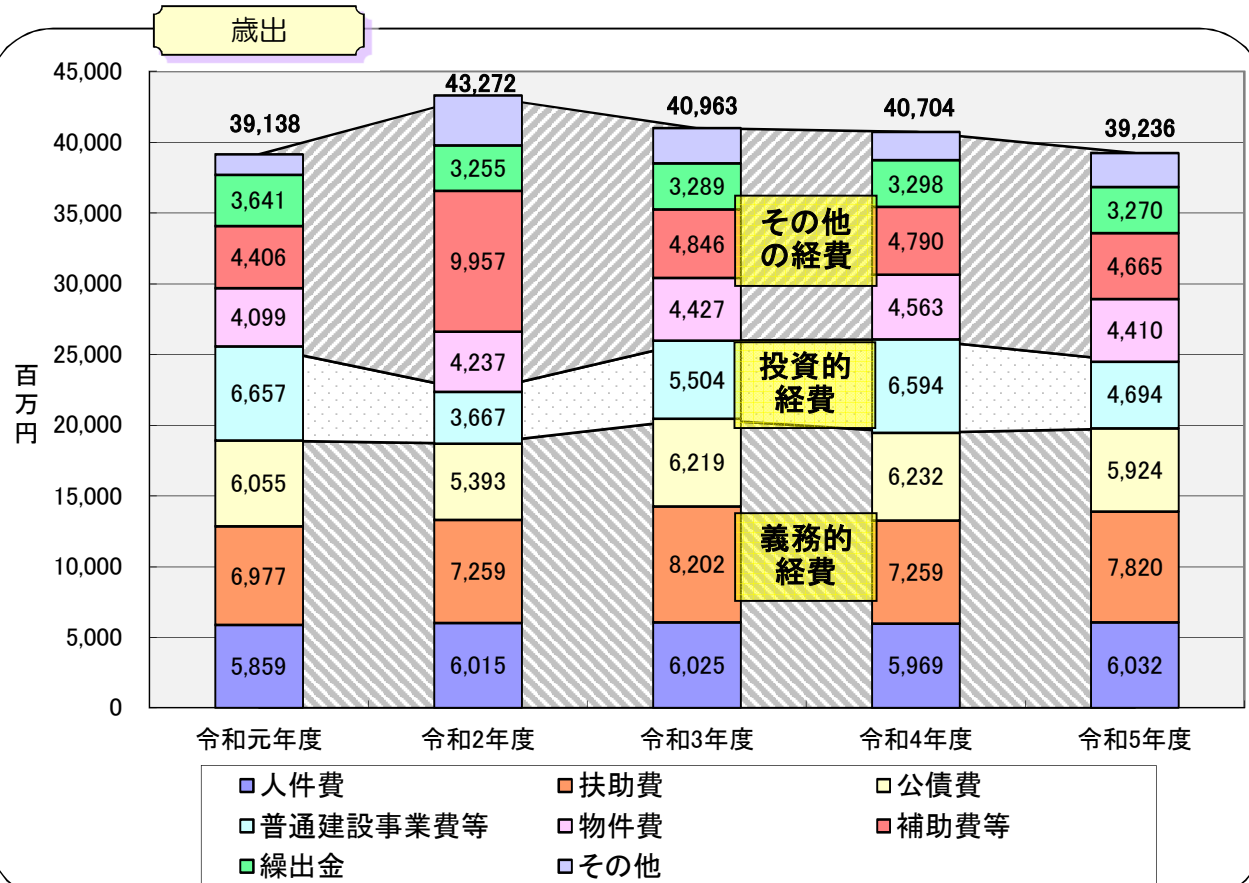 歳出
45,000
40,000
35,000
30,000
25,000
20,000
15,000
10,000
5,000
0
百万円
39,138
43,272
40,963
40,704
39,236
3,641
3,255
3,289
3,298
3,270
4,406
9,957
4,846
4,790
4,665
4,099
4,237
4,427
4,563
4,410
6,657
3,667
5,504
6,594
4,694
6,055
5,393
6,219
6,232
5,924
6,977
7,259
8,202
7,259
7,820
5,859
6,015
6,025
5,969
6,032
その他
の経費
投資的
経費
義務的
経費
令和元年度
令和2年度
令和3年度
令和4年度
令和5年度
人件費
扶助費
公債費
普通建設事業費等
物件費
補助費等
繰出金
その他